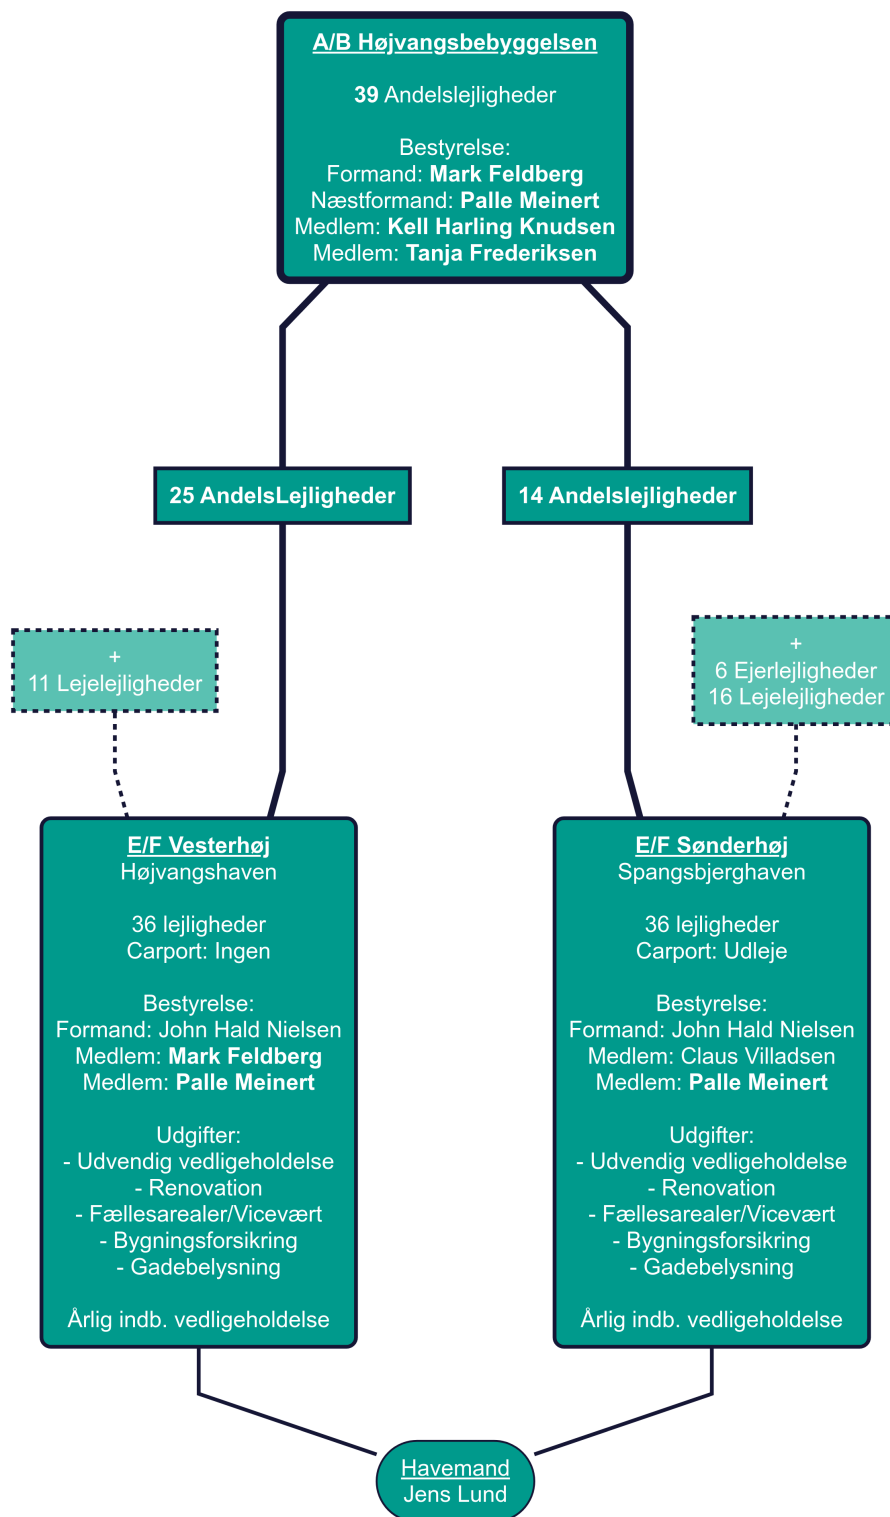 A/B Højvangsbebyggelsen
39 Andelslejligheder
Bestyrelse:
Formand: Mark Feldberg
Næstformand: Palle Meinert
Medlem: Kell Harling Knudsen
Medlem: Tanja Frederiksen
25 AndelsLejligheder
14 Andelslejligheder
+
11 Lejelejligheder
+
6 Ejerlejligheder
16 Lejelejligheder
E/F Vesterhøj
Højvangshaven
36 lejligheder
Carport: Ingen
Bestyrelse:
Formand: John Hald Nielsen
Medlem: Mark Feldberg
Medlem: Palle Meinert
Udgifter:
- Udvendig vedligeholdelse
- Renovation
- Fællesarealer/Vicevært
- Bygningsforsikring
- Gadebelysning
Årlig indb. vedligeholdelse
E/F Sønderhøj
Spangsbjerghaven
36 lejligheder
Carport: Udleje
Bestyrelse:
Formand: John Hald Nielsen
Medlem: Claus Villadsen
Medlem: Palle Meinert
Udgifter:
- Udvendig vedligeholdelse
- Renovation
- Fællesarealer/Vicevært
- Bygningsforsikring
- Gadebelysning
Årlig indb. vedligeholdelse
Havemand
Jens Lund